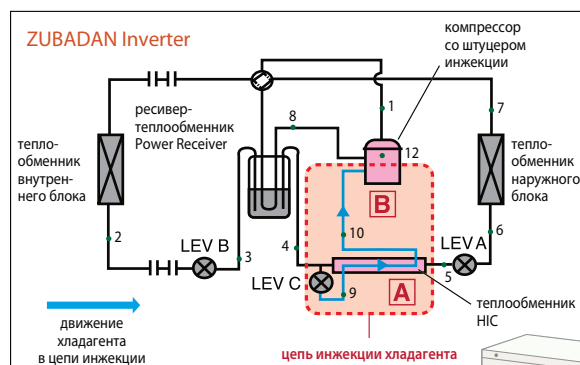 ZUBADAN Inverter
компрессор
со штуцером
инжекции
ресивер-
теплообменник
Power Receiver
8
1
7
12
тепло-
обменник
внутрен-
него блока
тепло-
обменник
наружного
блока
B
2
LEV B
3
4
10
LEV A
6
5
LEV C
9
A
теплообменник
HIC
движение
хладагента
в цепи инжекции
цепь инжекции хладагента